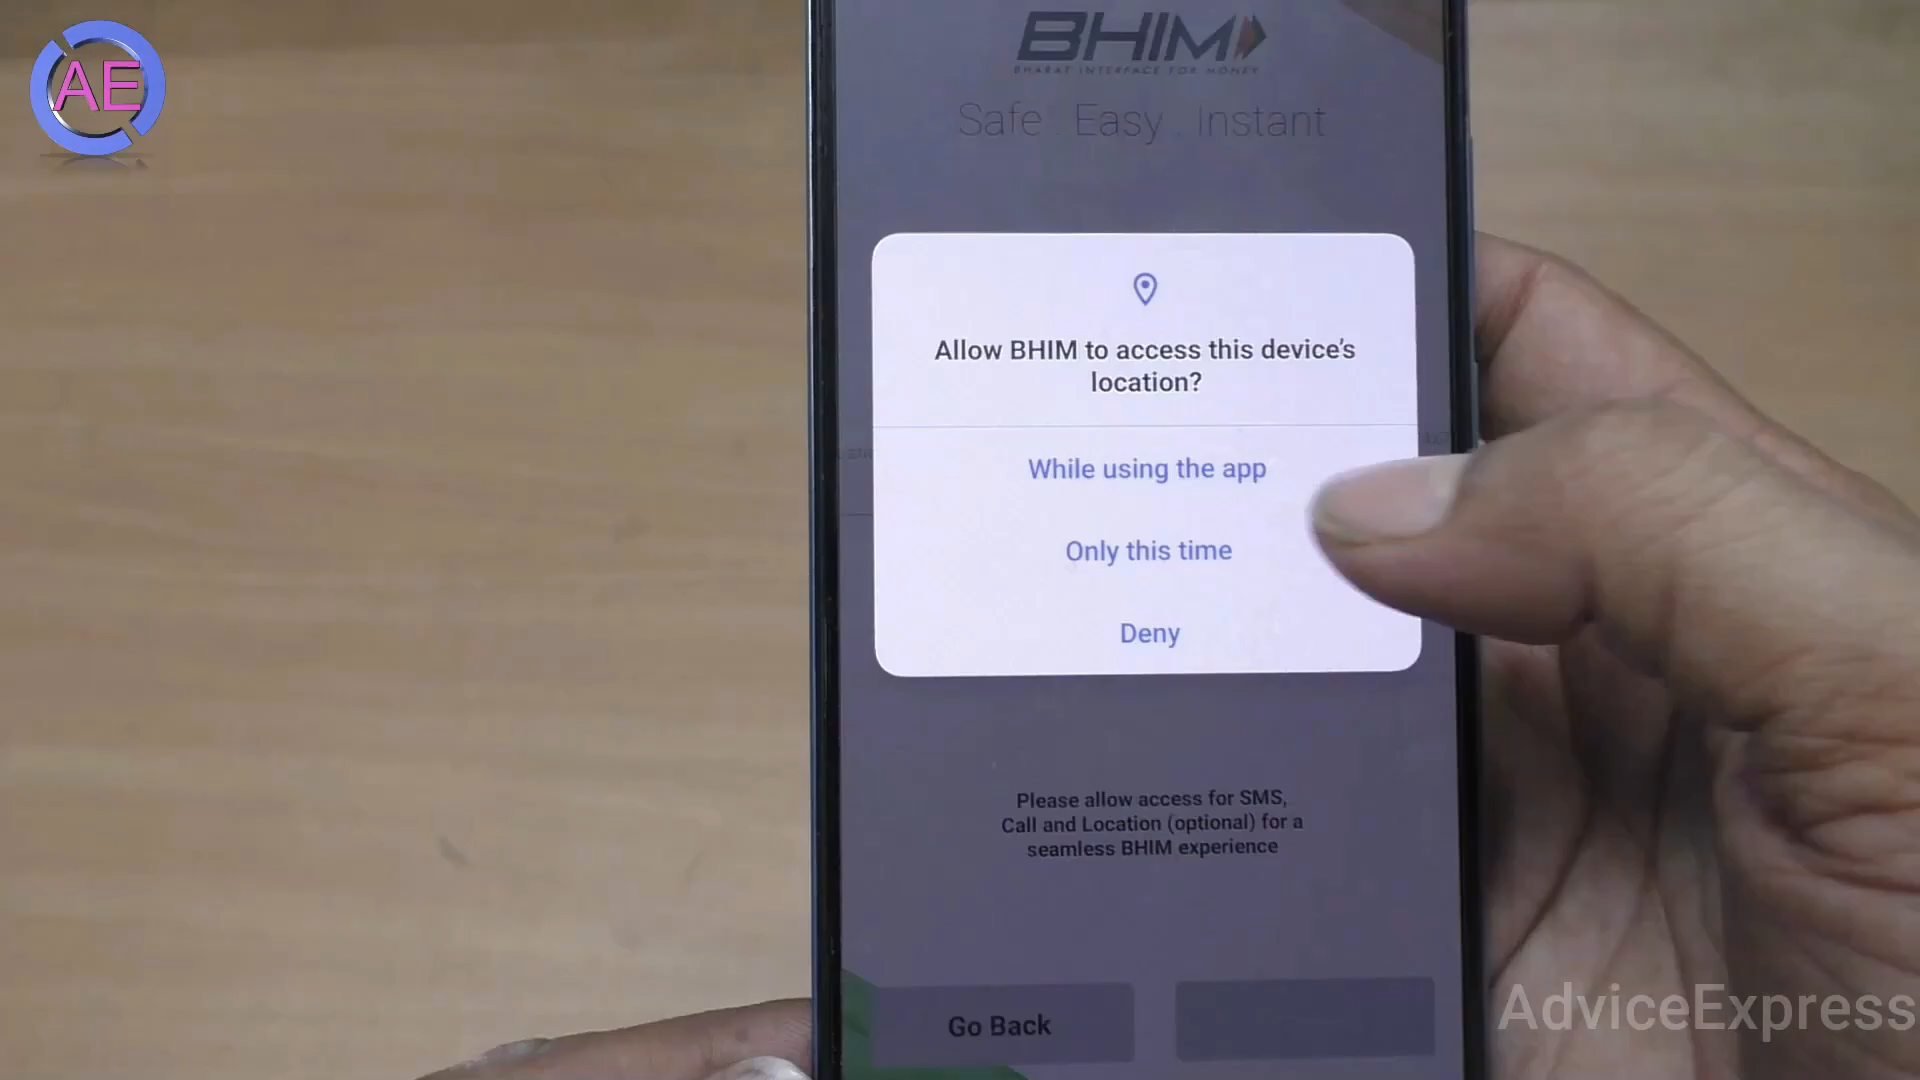 AE
BHIM
BHARAT INTERFACE FOR MONEY
Safe . Easy . Instant
Allow BHIM to access this device's
location?
While using the app
Only this time
Deny
Please allow access for SMS,
Call and Location (optional) for a
seamless BHIM experience
Go Back
AdviceExpress